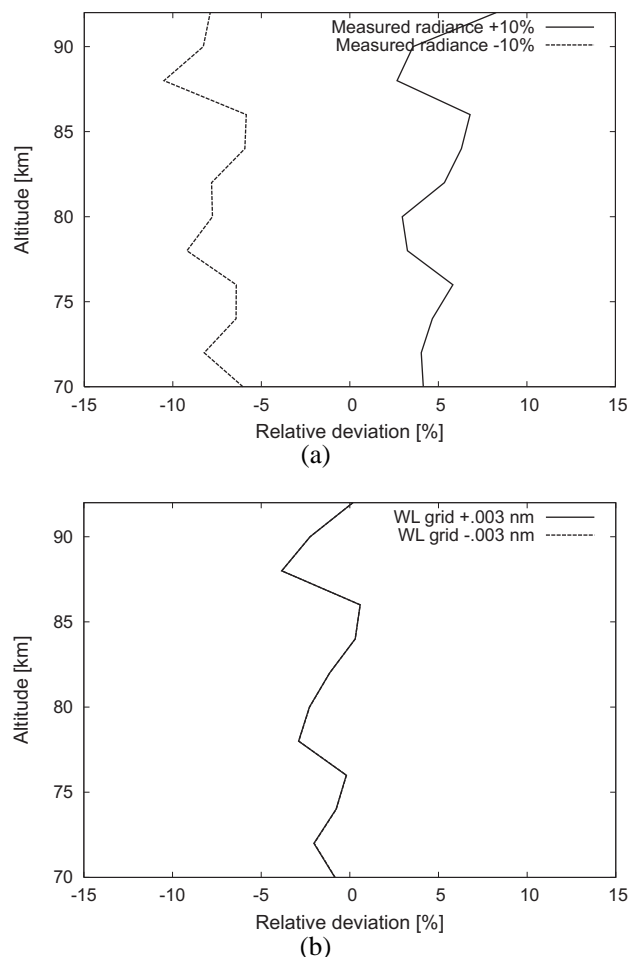 Measured radiance +10%
Measured radiance -10%
90
85
80
75
70
Altitude [km]
-15 -10 -5 0 5 10 15
Relative deviation [%]
(a)
WL grid +.003 nm
WL grid -.003 nm
90
85
80
75
70
Altitude [km]
-15 -10 -5 0 5 10 15
Relative deviation [%]
(b)